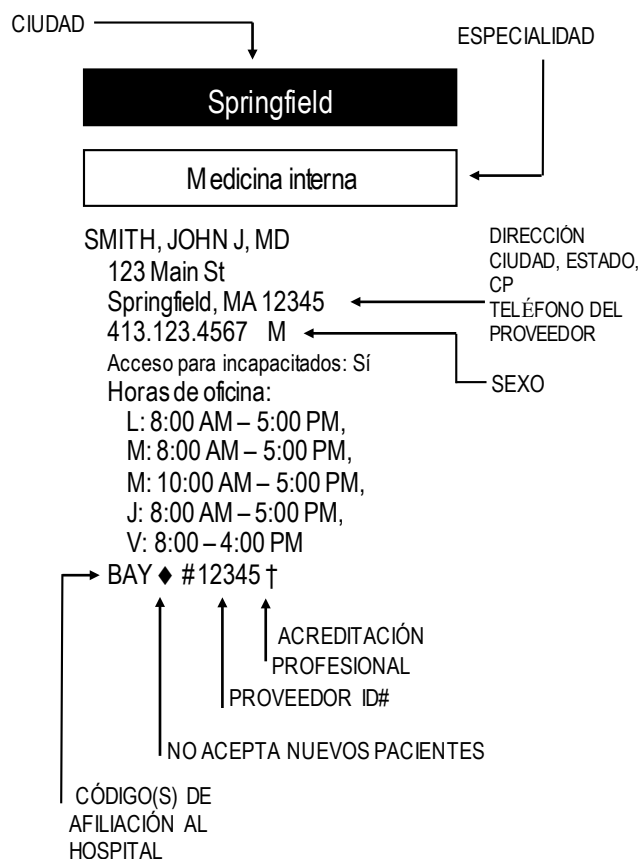 CIUDAD
ESPECIALIDAD
Springfield
Medicina interna
SMITH, JOHN J, MD
123 Main St
Springfield, MA 12345
413.123.4567 M
Acceso para incapacitados: Sí
Horas de oficina:
L: 8:00 AM – 5:00 PM,
M: 8:00 AM – 5:00 PM,
M: 10:00 AM – 5:00 PM,
J: 8:00 AM – 5:00 PM,
V: 8:00 – 4:00 PM
BAY ♦ #12345 †
DIRECCIÓN
CIUDAD, ESTADO,
CP
TELÉFONO DEL
PROVEEDOR
SEXO
ACREDITACIÓN
PROFESIONAL
PROVEEDOR ID#
NO ACEPTA NUEVOS PACIENTES
CÓDIGO(S) DE
AFILIACIÓN AL
HOSPITAL